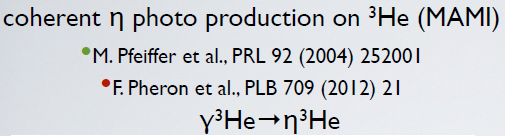 coherent η photo production on ³He (MAMI)
•M. Pfeiffer et al., PRL 92 (2004) 252001
•F. Pheron et al., PLB 709 (2012) 21
γ³He→η³He